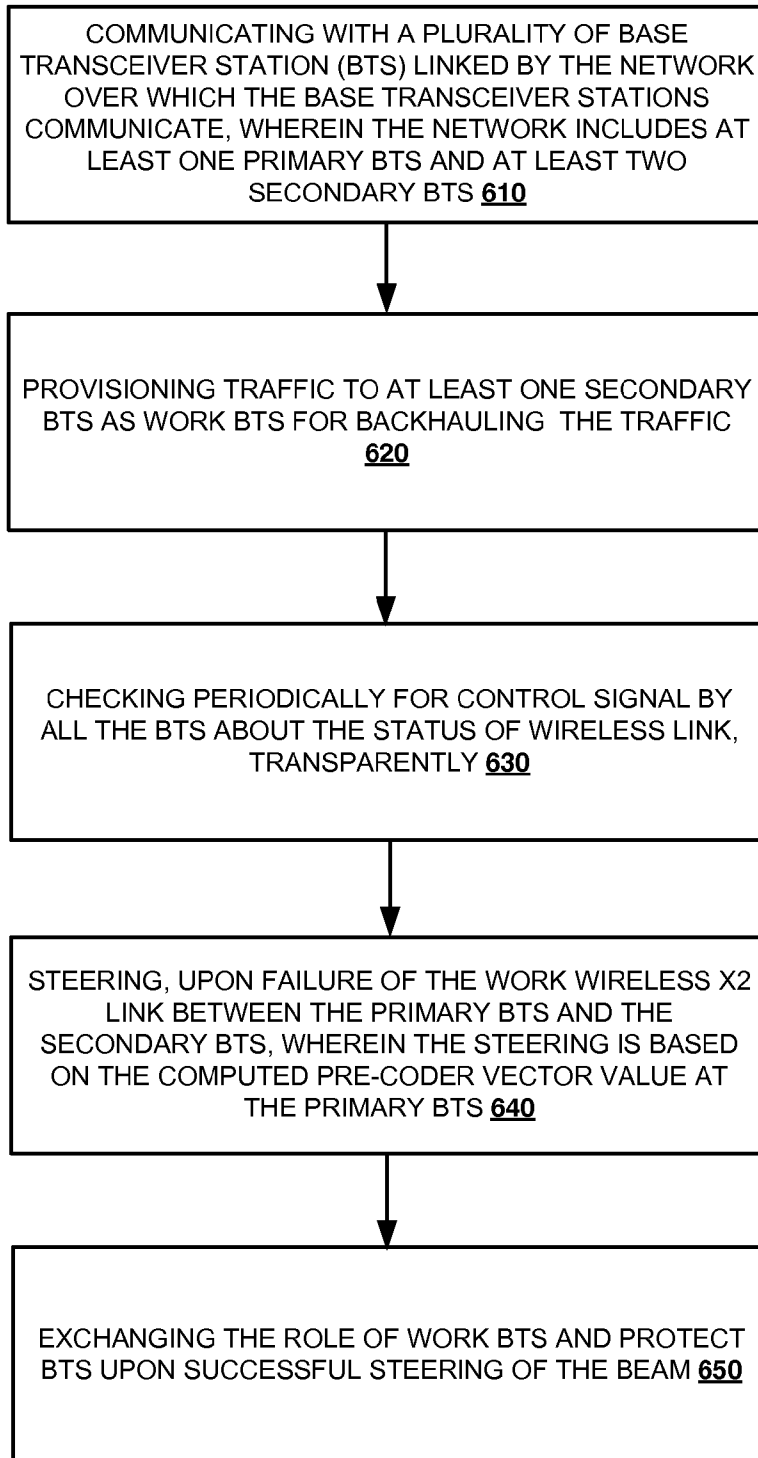 COMMUNICATING WITH A PLURALITY OF BASE
TRANSCEIVER STATION (BTS) LINKED BY THE NETWORK
OVER WHICH THE BASE TRANSCEIVER STATIONS
COMMUNICATE, WHEREIN THE NETWORK INCLUDES AT
LEAST ONE PRIMARY BTS AND AT LEAST TWO
SECONDARY BTS 610
PROVISIONING TRAFFIC TO AT LEAST ONE SECONDARY
BTS AS WORK BTS FOR BACKHAULING THE TRAFFIC
620
CHECKING PERIODICALLY FOR CONTROL SIGNAL BY
ALL THE BTS ABOUT THE STATUS OF WIRELESS LINK,
TRANSPARENTLY 630
STEERING, UPON FAILURE OF THE WORK WIRELESS X2
LINK BETWEEN THE PRIMARY BTS AND THE
SECONDARY BTS, WHEREIN THE STEERING IS BASED
ON THE COMPUTED PRE-CODER VECTOR VALUE AT
THE PRIMARY BTS 640
EXCHANGING THE ROLE OF WORK BTS AND PROTECT
BTS UPON SUCCESSFUL STEERING OF THE BEAM 650